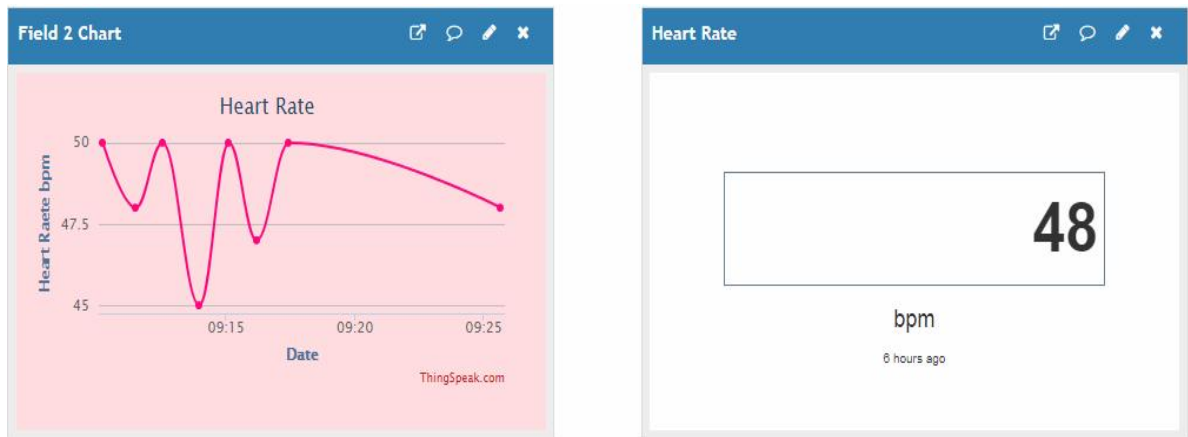 Field 2 Chart
Heart Rate
50
47.5
45
Heart Raete bpm
09:15 09:20 09:25
Date
ThingSpeak.com
Heart Rate
48
bpm
6 hours ago